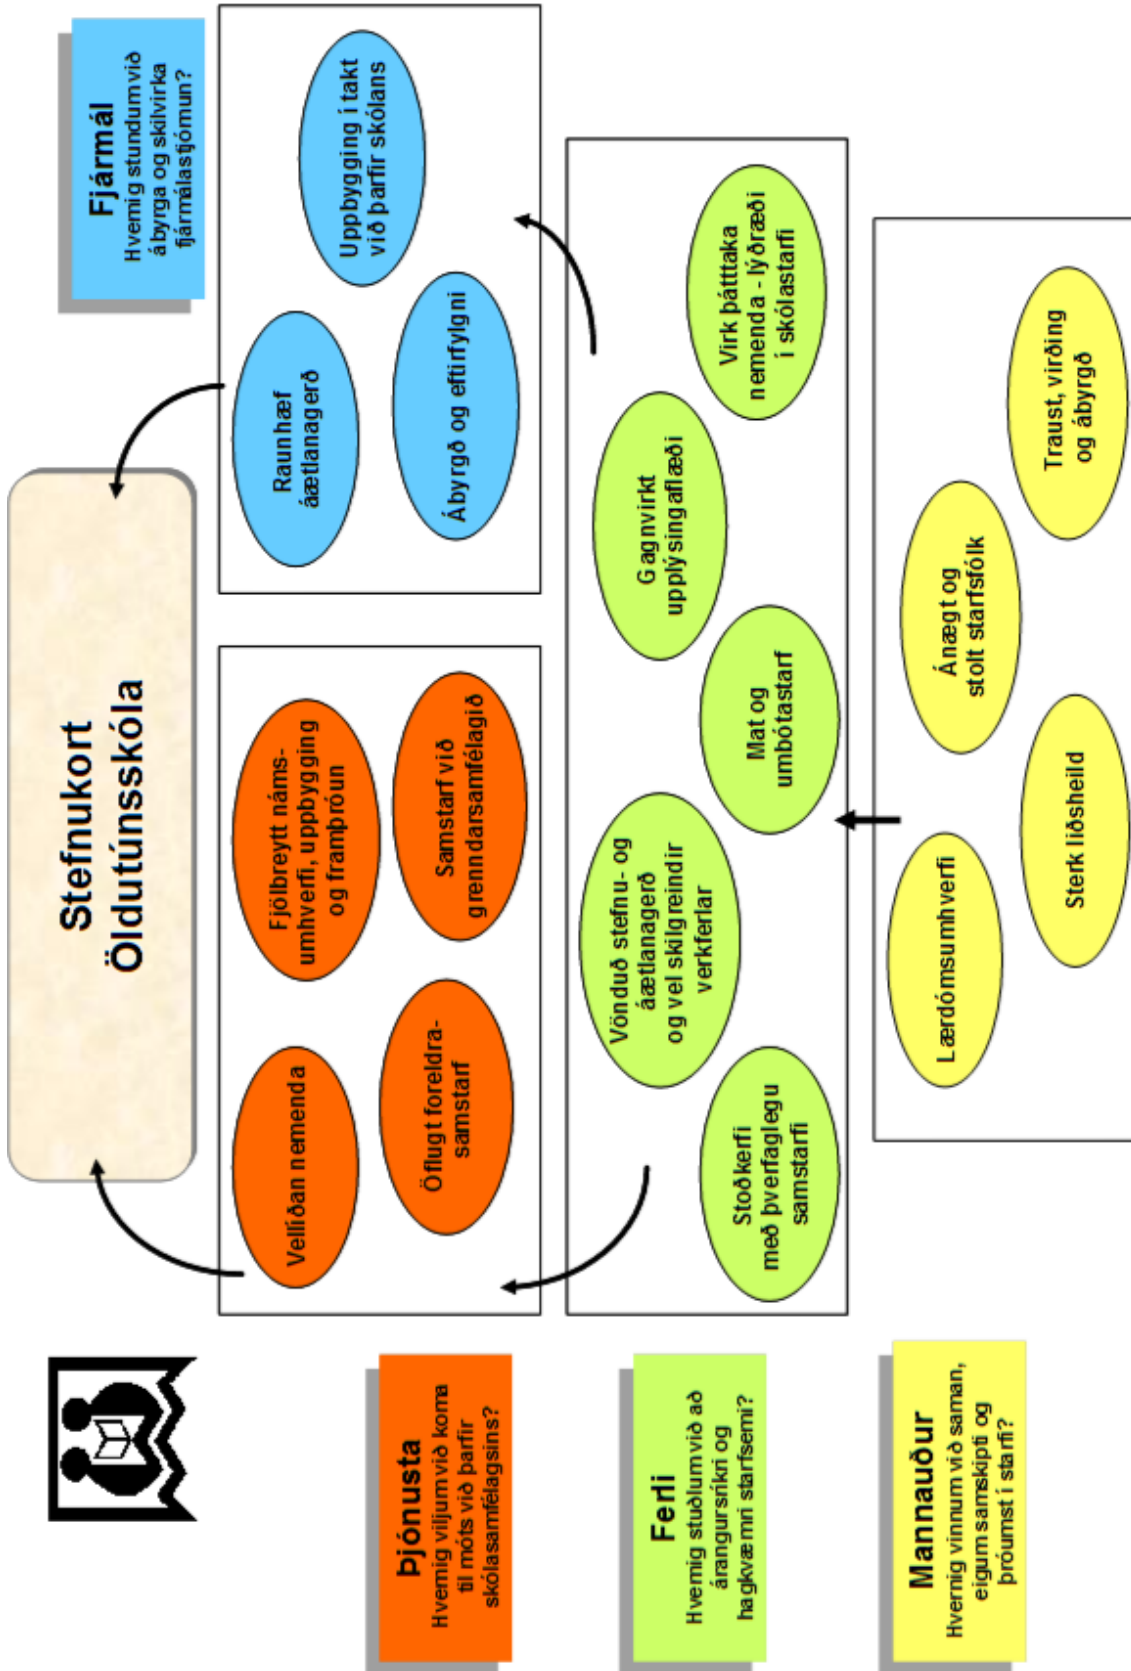 Stefnukort
Öldutúnsskóla
Fjármál
Hvernig stundum við
ábyrga og skilvirka
fjármálastjórnun?
Þjónusta
Hvernig viljum við koma
til móts við þarfir
skólasamfélagsins?
Vellíðan nemenda
Fjölbreytt náms-
umhverfi, uppbygging
og framþróun
Öflugt foreldra-
samstarf
Samstarf við
grenndarsamfélagið
Raunhæf
áætlanagerð
Uppbygging í takt
við þarfir skólans
Ábyrgð og eftirfylgni
Ferli
Hvernig stuðlum við að
árangursríkri og
hagkvæmri starfsemi?
Stoðkerfi
með þverfaglegu
samstarfi
Vönduð stefnu- og
áætlanagerð
og vel skilgreindir
verkferlar
Mat og
umbótastarf
Gagnvirkt
upplýsingaflæði
Virk þátttaka
nemenda - lýðræði
í skólastarfi
Mannauður
Hvernig vinnum við saman,
eigum samskipti og
þróumst í starfi?
Lærdómsumhverfi
Sterk liðsheild
Ánægt og
stolt starfsfólk
Traust, virðing
og ábyrgð